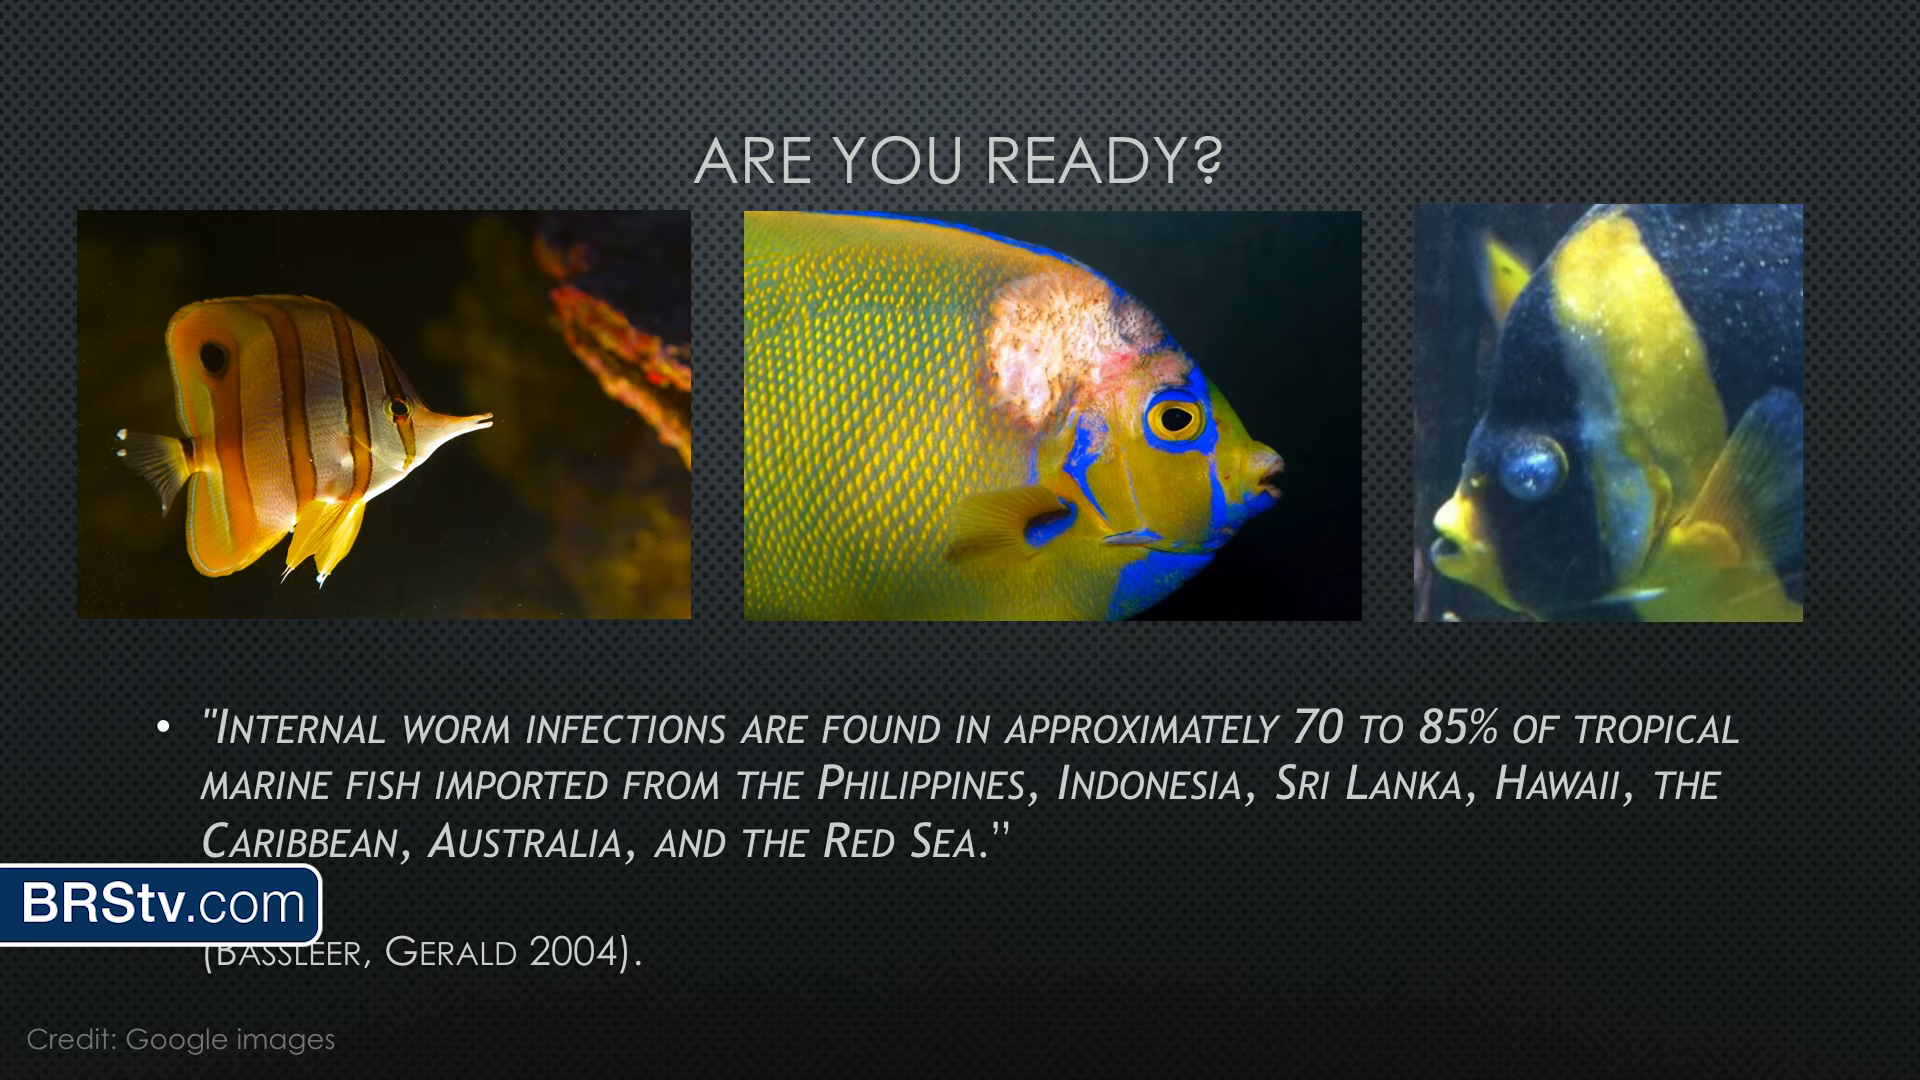 ARE YOU READY?
• "INTERNAL WORM INFECTIONS ARE FOUND IN APPROXIMATELY 70 TO 85% OF TROPICAL
MARINE FISH IMPORTED FROM THE PHILIPPINES, INDONESIA, SRI LANKA, HAWAII, THE
CARIBBEAN, AUSTRALIA, AND THE RED SEA.”
BRStv.com
(BASSLEER, GERALD 2004).
Credit: Google images